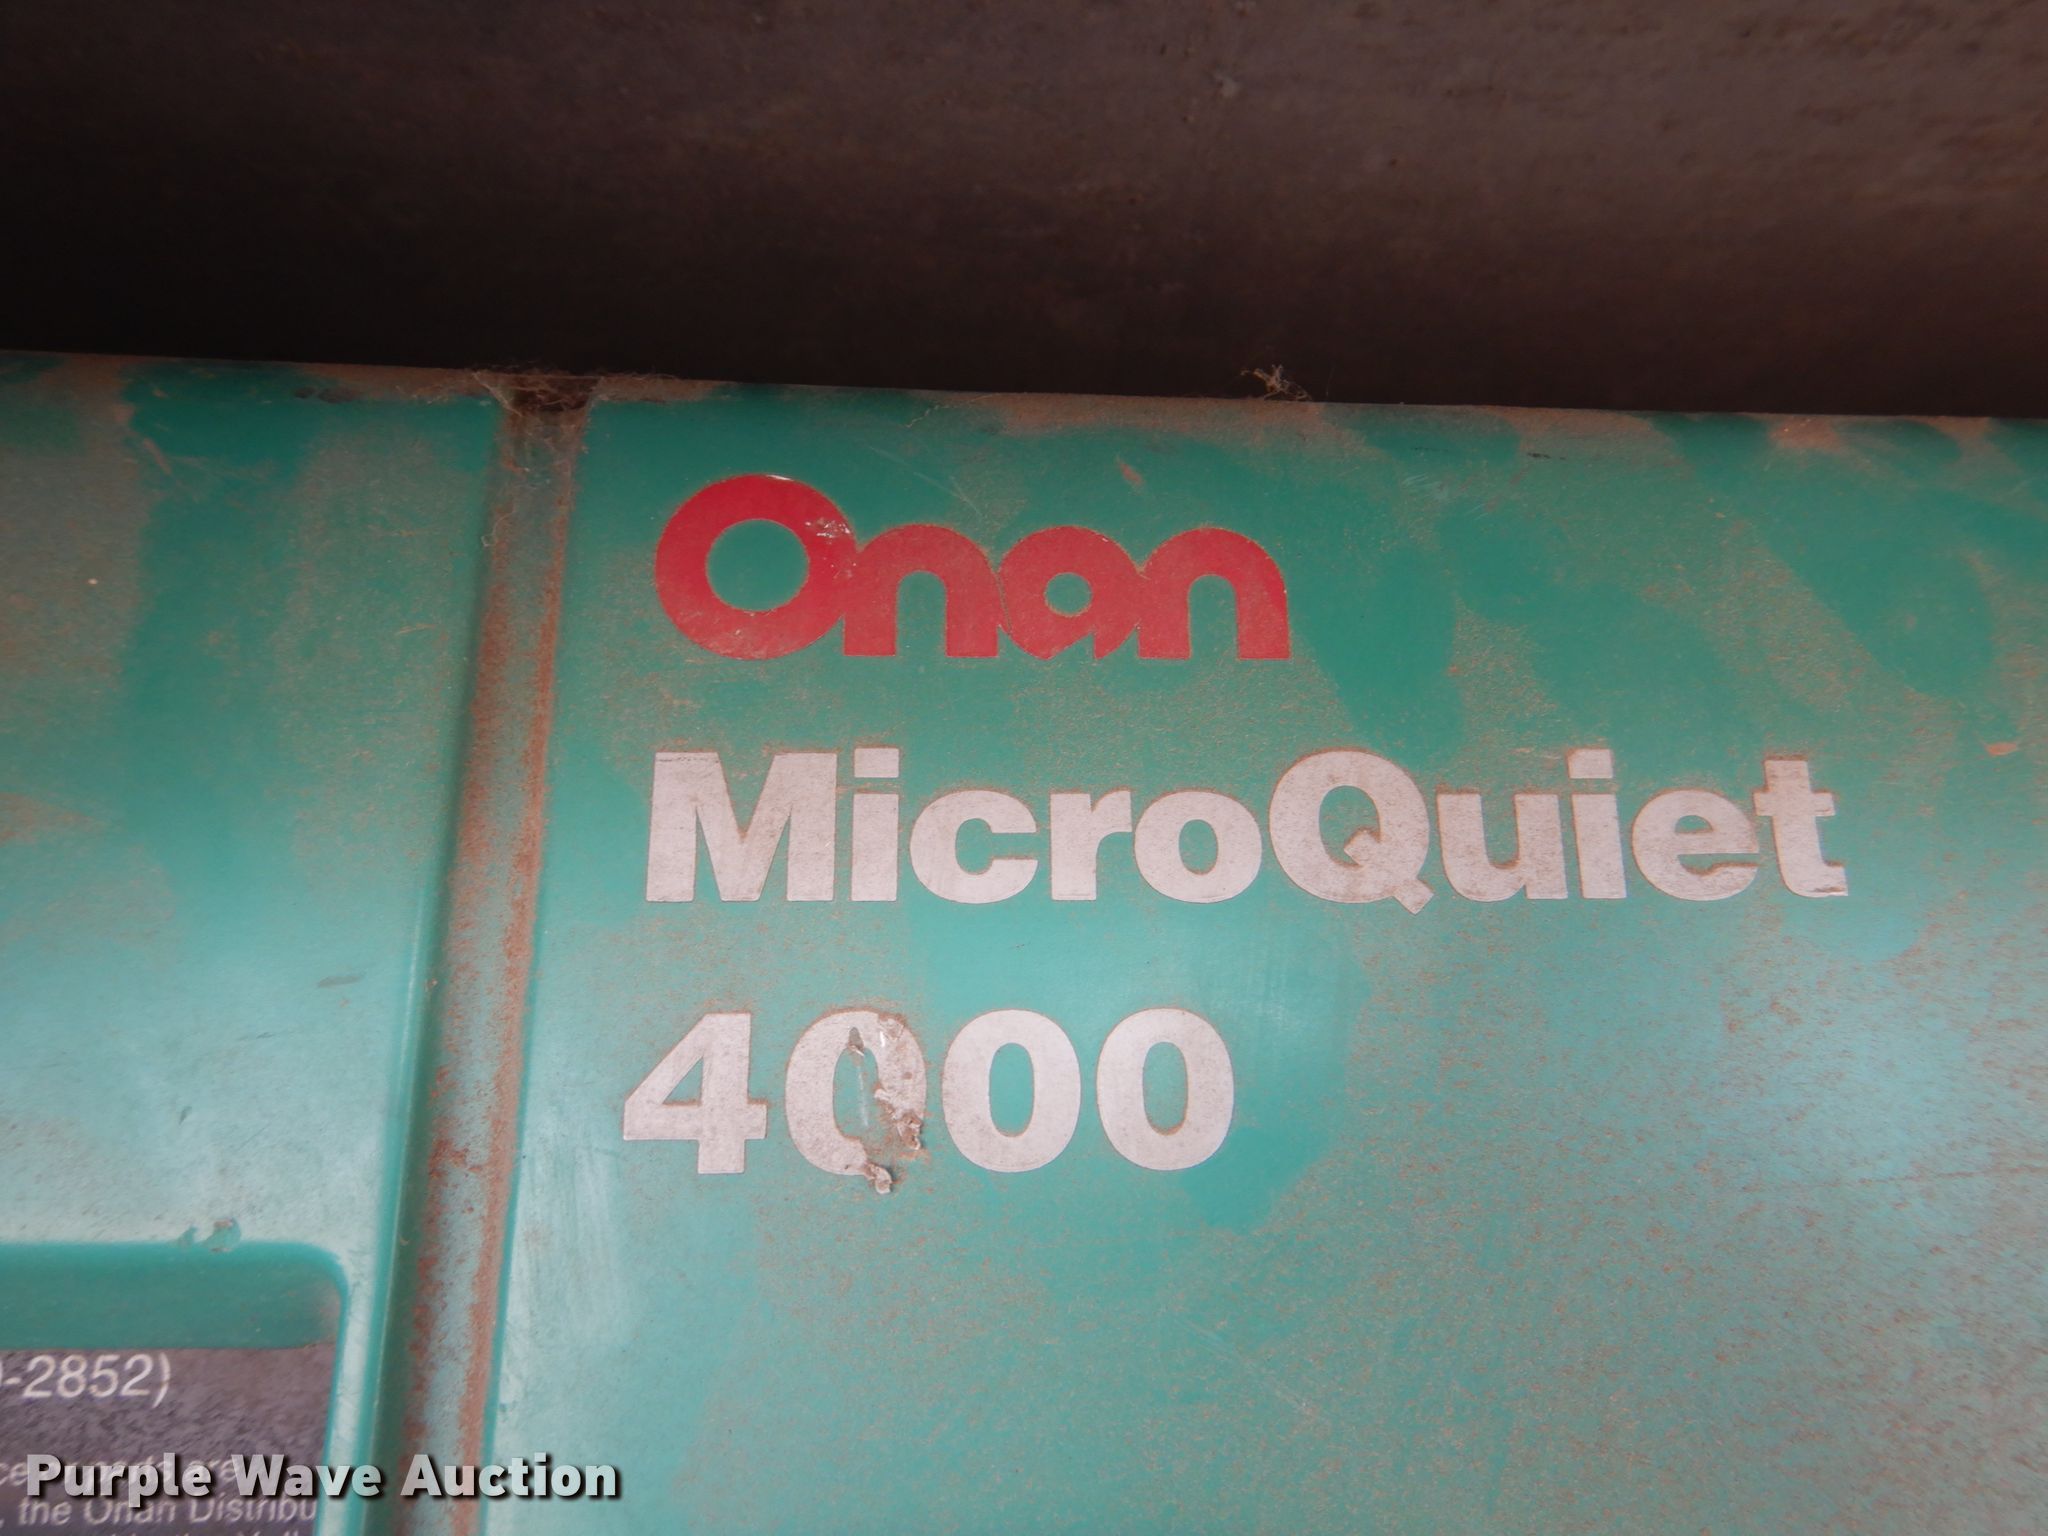 Onan
MicroQuiet
4000
-2852)
Purple Wave Auction
, the Onan Distribu